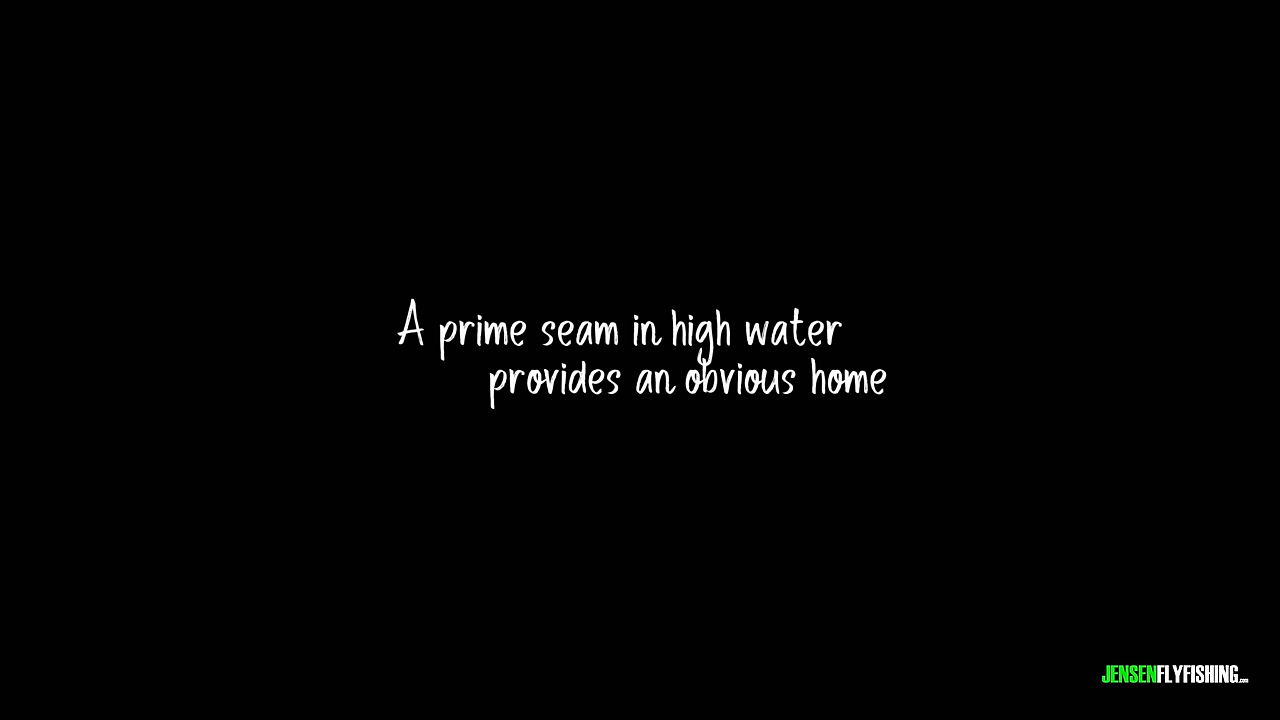 A prime seam in high water
provides an obvious home
JENSENFLYFISHING.com